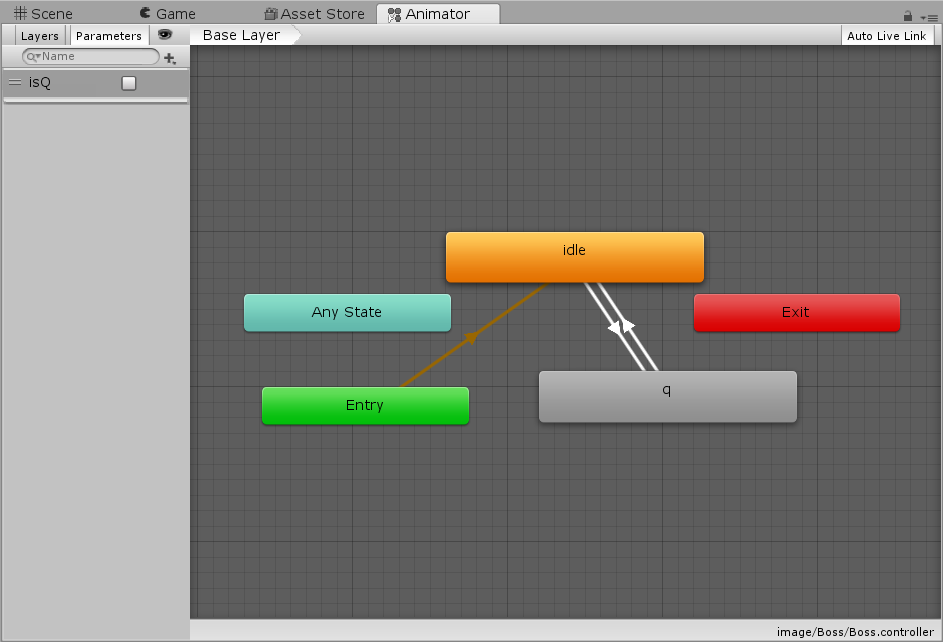 Scene Game Asset Store Animator
Layers Parameters Base Layer Auto Live Link
Name
isQ
idle
Any State Exit
q
Entry
image/Boss/Boss.controller